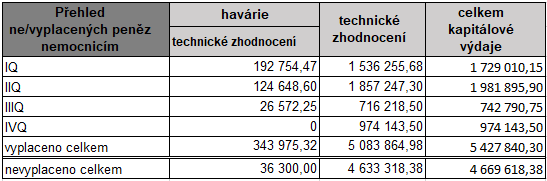 Přehled ne/vyplacených peněz nemocnicím | havárie | technické zhodnocení | celkem kapitálové výdaje
technické zhodnocení
IQ 192 754,47 1 536 255,68 1 729 010,15
IIQ 124 648,60 1 857 247,30 1 981 895,90
IIIQ 26 572,25 716 218,50 742 790,75
IVQ 0 974 143,50 974 143,50
vyplaceno celkem 343 975,32 5 083 864,98 5 427 840,30
nevyplaceno celkem 36 300,00 4 633 318,38 4 669 618,38